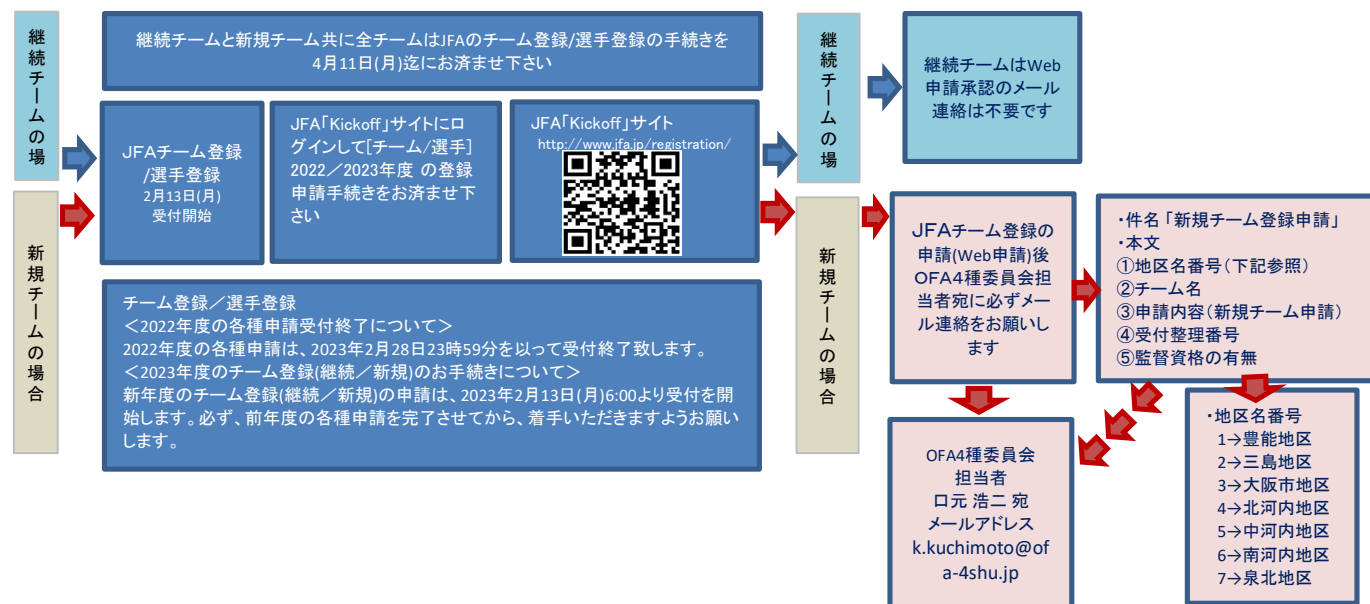 継続チームの場
継続チームと新規チーム共に全チームはJFAのチーム登録/選手登録の手続きを
4月11日(月)迄にお済ませ下さい
JFAチーム登録
/選手登録
2月13日(月)
受付開始
JFA「Kickoff」サイトにロ
グインして[チーム/選手]
2022／2023年度 の登録
申請手続きをお済ませ下
さい
JFA「Kickoff」サイト
http://www.jfa.jp/registration/
新規チームの場合
チーム登録／選手登録
＜2022年度の各種申請受付終了について＞
2022年度の各種申請は、2023年2月28日23時59分を以って受付終了致します。
＜2023年度のチーム登録(継続／新規)のお手続きについて＞
新年度のチーム登録(継続／新規)の申請は、2023年2月13日(月)6:00より受付を開
始します。必ず、前年度の各種申請を完了させてから、着手いただきますようお願い
します。
継続チームの場
継続チームはWeb
申請承認のメール
連絡は不要です
新規チームの場合
JFAチーム登録の
申請(Web申請)後
OFA4種委員会担
当者宛に必ずメー
ル連絡をお願いし
ます
・件名「新規チーム登録申請」
・本文
①地区名番号(下記参照)
②チーム名
③申請内容(新規チーム申請)
④受付整理番号
⑤監督資格の有無
OFA4種委員会
担当者
口元 浩二 宛
メールアドレス
k.kuchimoto@of
a-4shu.jp
・地区名番号
1→豊能地区
2→三島地区
3→大阪市地区
4→北河内地区
5→中河内地区
6→南河内地区
7→泉北地区